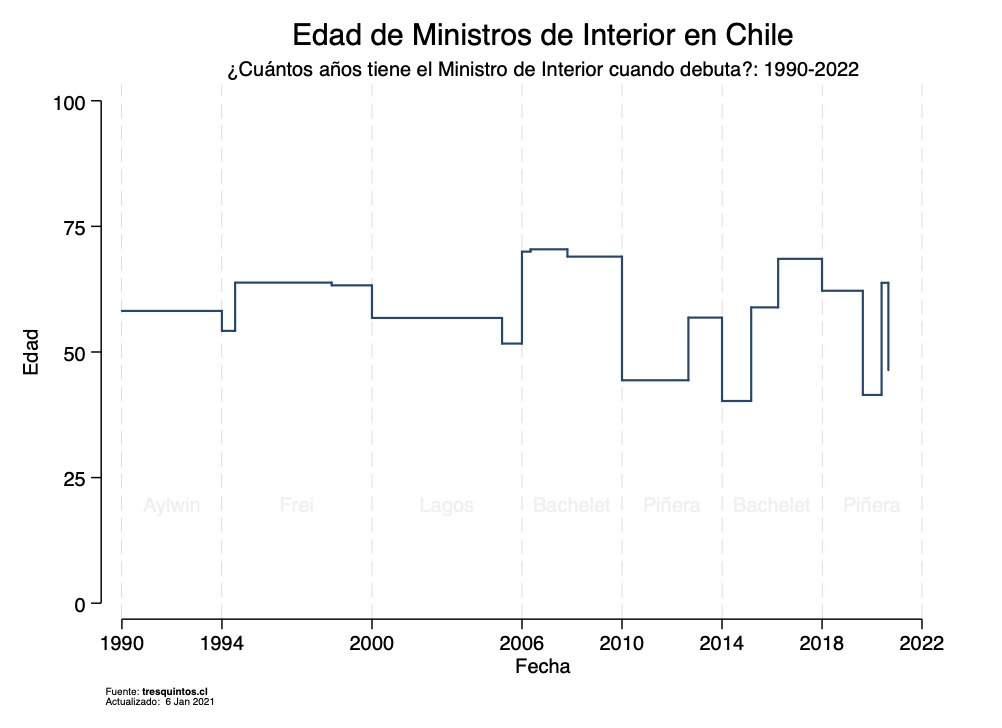 Edad de Ministros de Interior en Chile
¿Cuántos años tiene el Ministro de Interior cuando debuta?: 1990-2022
100
75
50
25
0
Edad
Aylwin Frei Lagos Bachelet Piñera Bachelet Piñera
1990 1994 2000 2006 2010 2014 2018 2022
Fecha
Fuente: tresquintos.cl
Actualizado: 6 Jan 2021